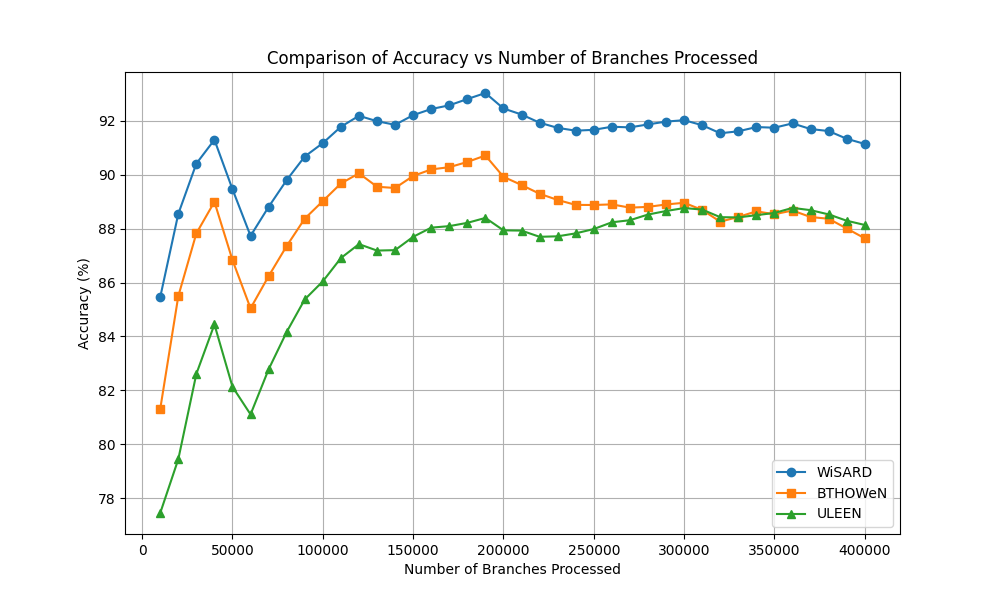 Comparison of Accuracy vs Number of Branches Processed
Accuracy (%)
92
90
88
86
84
82
80
78
0
50000
100000
150000
200000
250000
300000
350000
400000
Number of Branches Processed
WiSARD
BTHOWeN
ULEEN